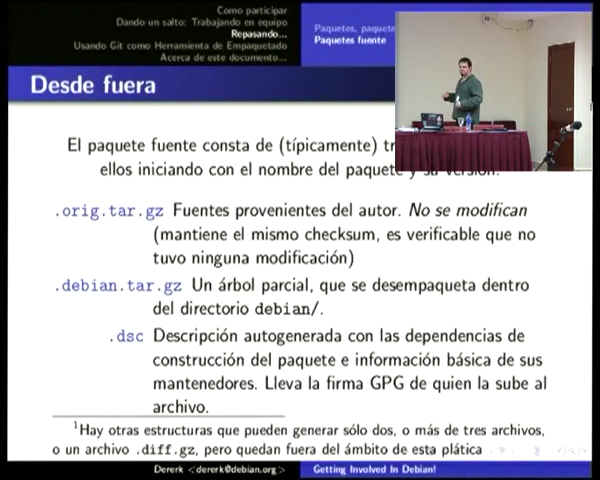 Como participar
Dando un salto: Trabajando en equipo
Repasando...
Usando Git como Herramienta de Empaquetado
Acerca de este documento...
Paquetes, paquete
Paquetes fuente
Desde fuera
El paquete fuente consta de (típicamente)
ellos iniciando con el nombre del paquete y su versión.
.orig.tar.gz Fuentes provenientes del autor. No se modifican
(mantiene el mismo checksum, es verificable que no
tuvo ninguna modificación)
.debian.tar.gz Un árbol parcial, que se desempaqueta dentro
del directorio debian/.
.dsc Descripción autogenerada con las dependencias de
construcción del paquete e información básica de sus
mantenedores. Lleva la firma GPG de quien la sube al
archivo.
1Hay otras estructuras que pueden generar sólo dos, o más de tres archivos,
o un archivo .diff.gz, pero quedan fuera del ámbito de esta plática
Dererk <dererk@debian.org>
Getting Involved In Debian!